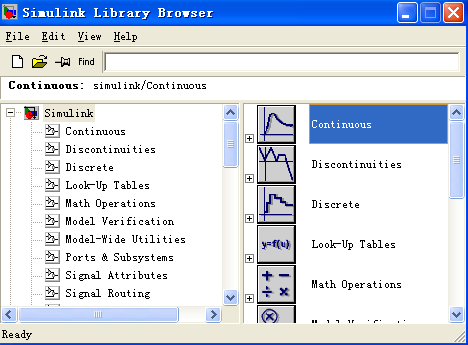 Simulink Library Browser
File Edit View Help
Find
Continuous: simulink/Continuous
Simulink
Continuous
Discontinuities
Discrete
Look-Up Tables
Math Operations
Model Verification
Model-Wide Utilities
Ports & Subsystems
Signal Attributes
Signal Routing
Continuous
Discontinuities
Discrete
y=f(u) Look-Up Tables
Math Operations
Ready